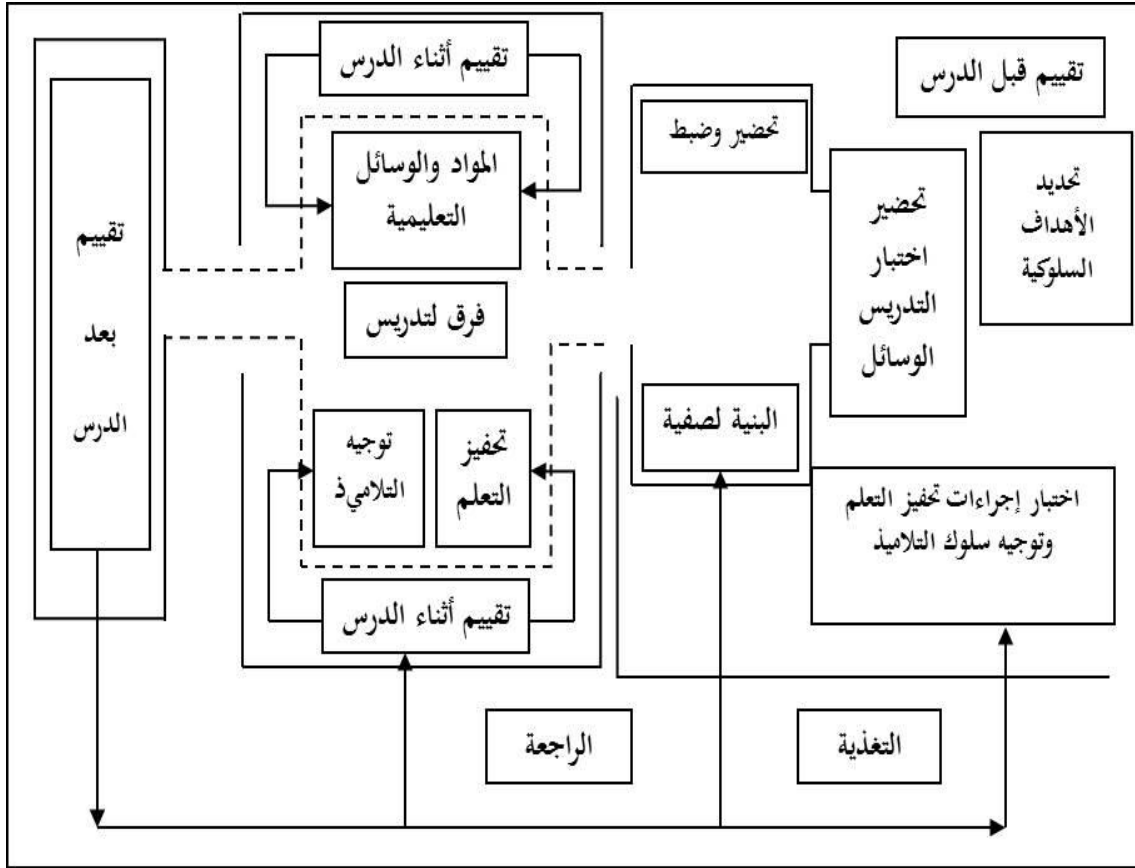 تقييم قبل الدرس
تحديد
الأهداف
السلوكية
تحضير
اختبار
التدريس
الوسائل
تحضير وضبط
البنية لصفية
اختبار إجراءات تحفيز التعلم
وتوجيه سلوك التلاميذ
تقييم أثناء الدرس
المواد والوسائل
التعليمية
فرق لتدريس
تحفيز
التعلم
توجيه
التلاميذ
تقييم أثناء الدرس
تقييم
بعد
الدرس
التغذية
الراجعة